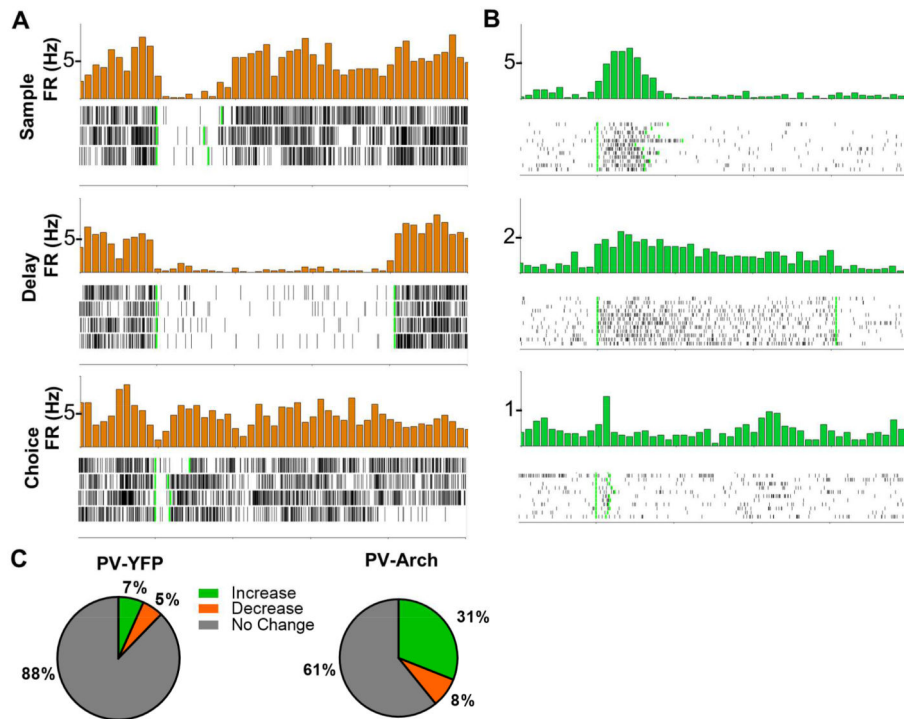 A
B
Sample
FR (Hz)
5
5
Delay
FR (Hz)
5
2
Choice
FR (Hz)
5
1
C
PV-YFP
PV-Arch
7%
5%
88%
Increase
Decrease
No Change
31%
61%
8%